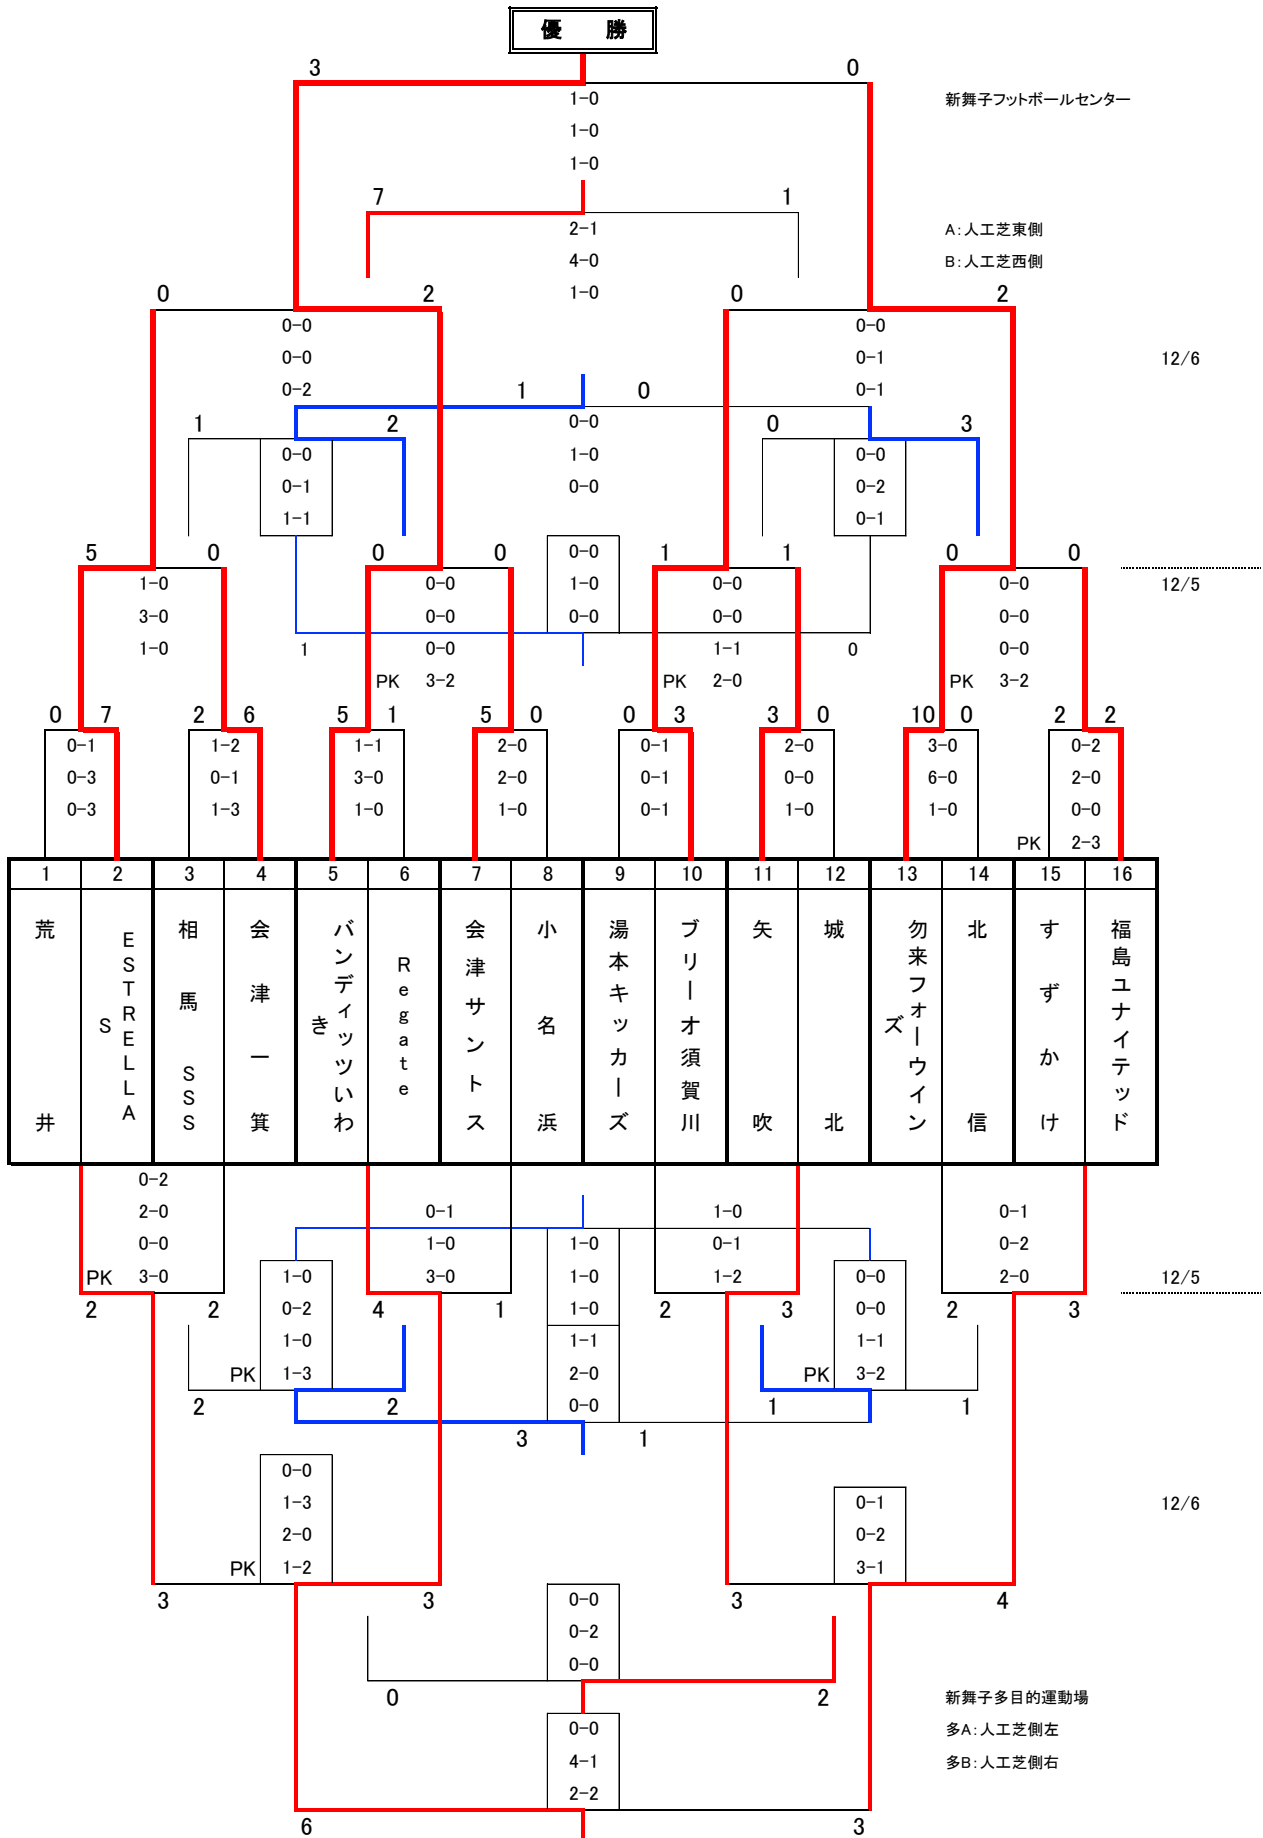 優 勝
3 0
1-0 新舞子フットボールセンター
1-0
1-0
7 1
2-1 A：人工芝東側
4-0 B：人工芝西側
1-0
0 2 0 2
0-0 0-0
0-0 0-1 12/6
0-2 0-1
1 0
1 2 0-0 0 3
0-0 1-0 0-0
0-1 0-0 0-2
1-1 0-1
5 0 0 0 0-0 1 1 0 0
1-0 0-0 1-0 0-0 0-0 12/5
3-0 0-0 0-0 0-0 0-0
1-0 1 0-0 1-1 0 0-0
PK 3-2 PK 2-0 PK 3-2
0 7 2 6 5 1 5 0 0 3 3 0 10 0 2 2
0-1 1-2 1-1 2-0 0-1 2-0 3-0 0-2
0-3 0-1 3-0 2-0 0-1 0-0 6-0 2-0
0-3 1-3 1-0 1-0 0-1 1-0 1-0 0-0
PK 2-3
1 2 3 4 5 6 7 8 9 10 11 12 13 14 15 16
荒井
ESTRELLA
S
相馬SSS
会津一箕
バンディッツいわ
き
Regate
会津サントス
小名浜
湯本キッカーズ
ブリーオ須賀川
矢吹
城北
勿来フォーウイン
ズ
北信
すずかけ
福島ユナイテッド
0-2
2-0 0-1 1-0 0-1
0-0 1-0 1-0 0-1 0-2
PK 3-0 1-0 3-0 1-0 1-2 0-0 2-0 12/5
2 2 0-2 4 1 1-0 2 3 0-0 2 3
1-0 1-1 1-1
PK 1-3 2-0 PK 3-2
2 2 0-0 1 1
3 1
0-0
1-3 0-1 12/6
2-0 0-2
PK 1-2 3-1
3 3 0-0 3 4
0-2
0-0
0 2 新舞子多目的運動場
0-0 多A：人工芝側左
4-1 多B：人工芝側右
2-2
6 3